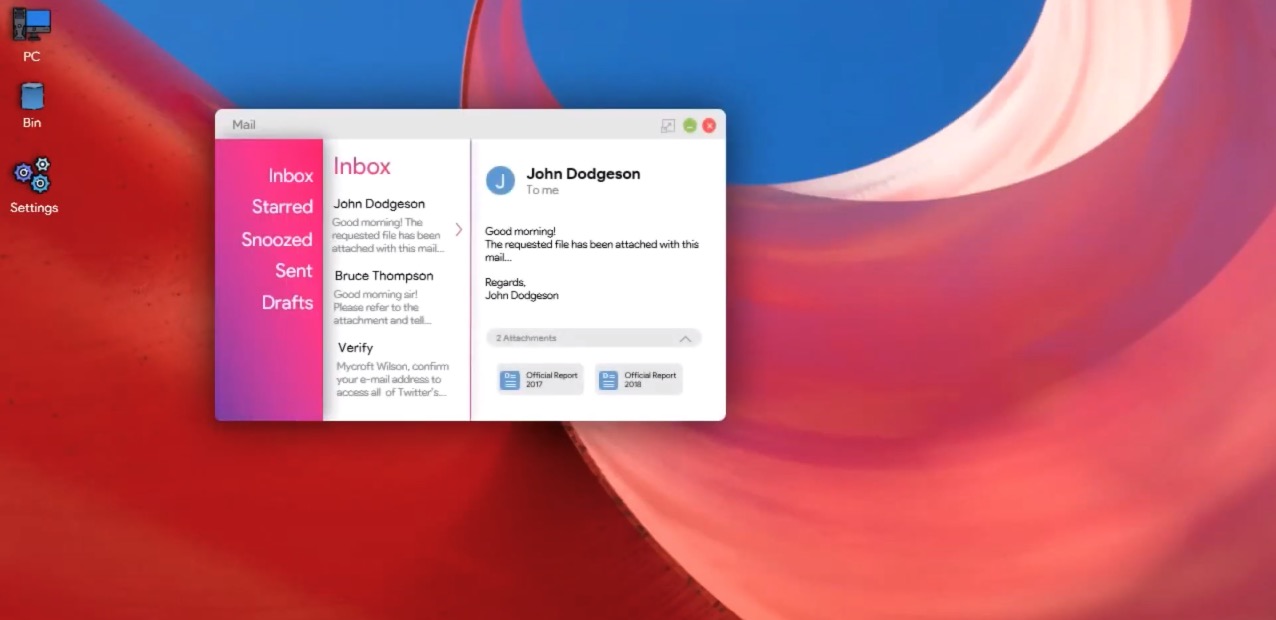 PC
Bin
Settings
Mail
Inbox
Starred
Snoozed
Sent
Drafts
Inbox
John Dodgeson
Good morning! The
requested file has been
attached with this mail...
Bruce Thompson
Good morning sir!
Please refer to the
attachment and tell...
Verify
Mycroft Wilson, confirm
your e-mail address to
access all of Twitter's...
J
John Dodgeson
To me
Good morning!
The requested file has been attached with this
mail...
Regards,
John Dodgeson
2 Attachments
D
Official Report
2017
D
Official Report
2018